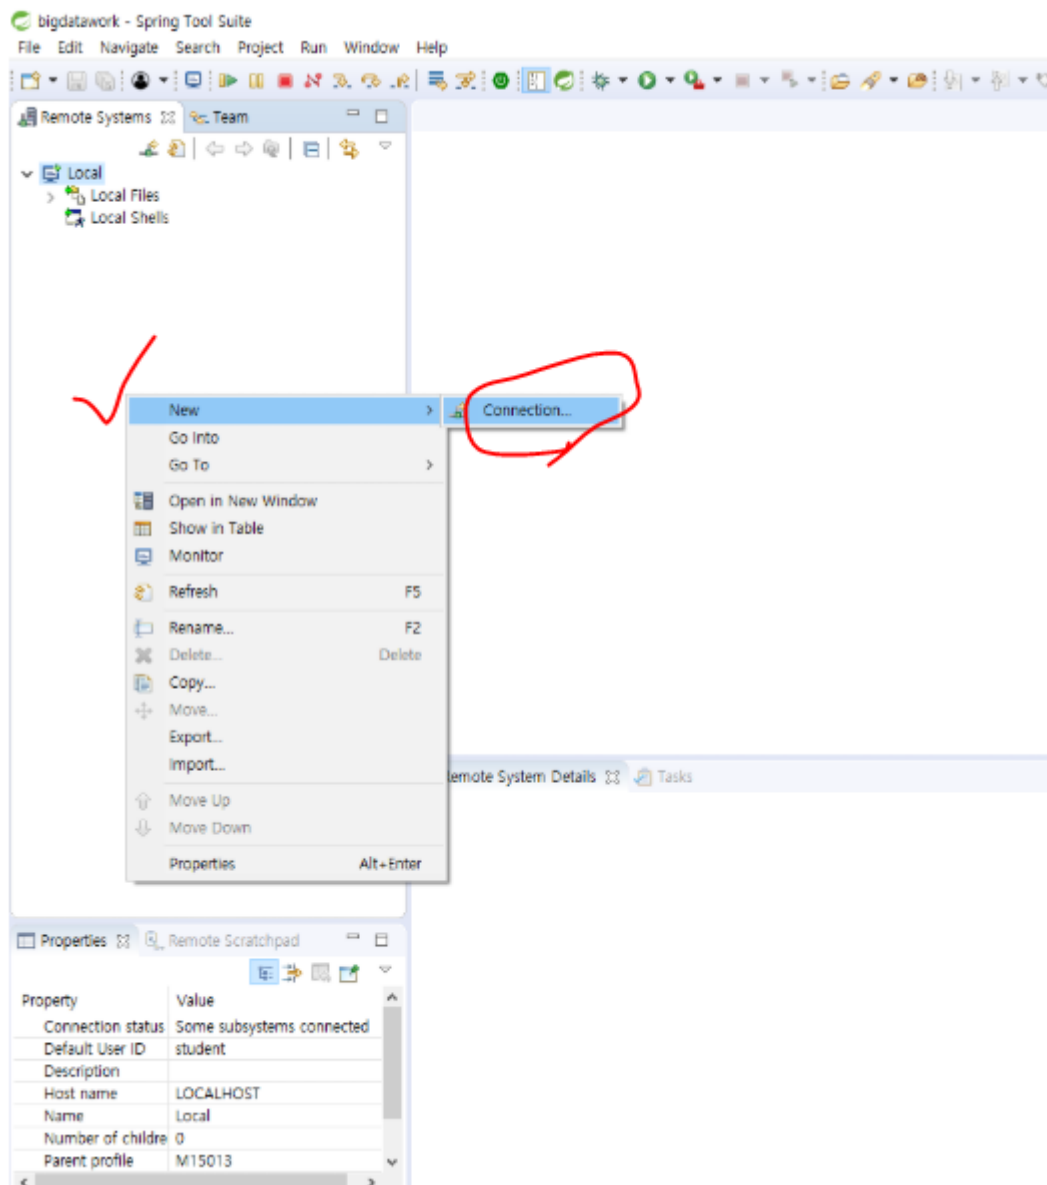 bigdatawork - Spring Tool Suite
File Edit Navigate Search Project Run Window Help
Remote Systems Team
Local
Local Files
Local Shells
New Connection...
Go Into
Go To
Open in New Window
Show in Table
Monitor
Refresh F5
Rename... F2
Delete... Delete
Copy...
Move...
Export...
Import...
emote System Details Tasks
Move Up
Move Down
Properties Alt+Enter
Properties Remote Scratchpad
Property Value
Connection status Some subsystems connected
Default User ID student
Description
Host name LOCALHOST
Name Local
Number of childre 0
Parent profile M15013